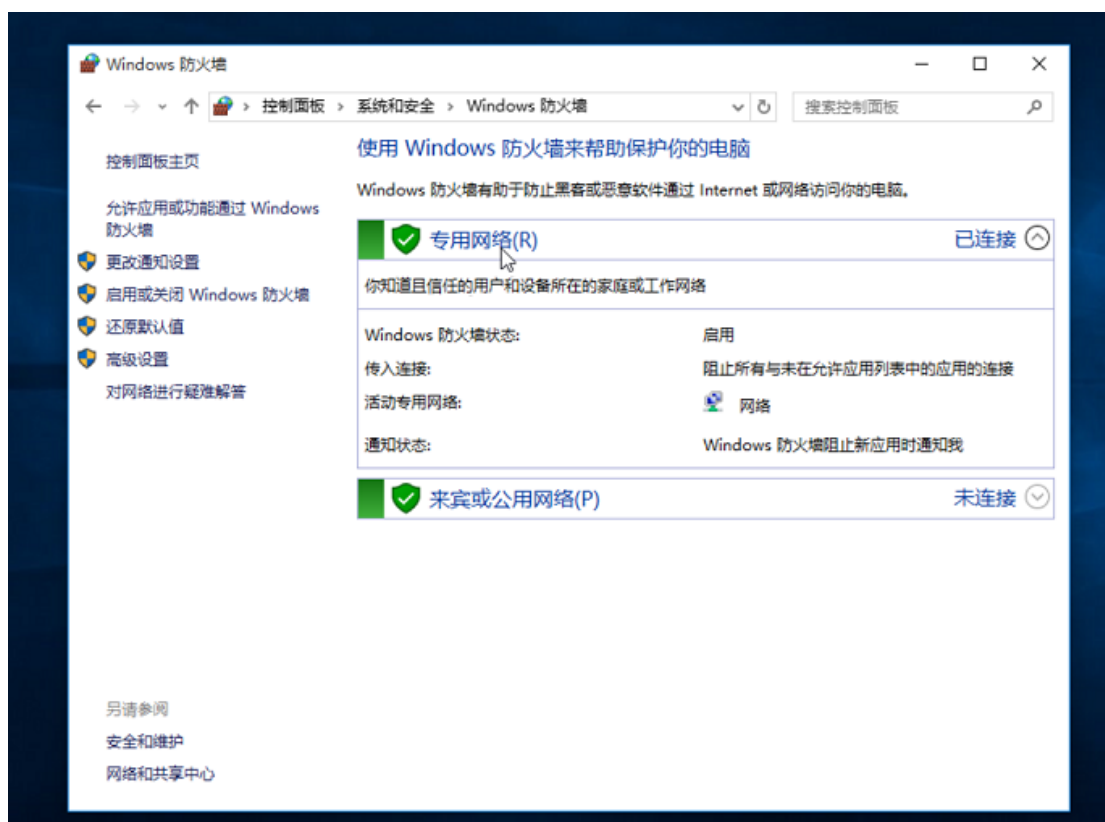 Windows 防火墙
控制面板 › 系统和安全 › Windows 防火墙
搜索控制面板
控制面板主页
允许应用或功能通过 Windows
防火墙
更改通知设置
启用或关闭 Windows 防火墙
还原默认值
高级设置
对网络进行疑难解答
另请参阅
安全和维护
网络和共享中心
使用 Windows 防火墙来帮助保护你的电脑
Windows 防火墙有助于防止黑客或恶意软件通过 Internet 或网络访问你的电脑。
专用网络(R) 已连接
你知道且信任的用户和设备所在的家庭或工作网络
Windows 防火墙状态: 启用
传入连接: 阻止所有与未在允许应用列表中的应用的连接
活动专用网络: 网络
通知状态: Windows 防火墙阻止新应用时通知我
来宾或公用网络(P) 未连接